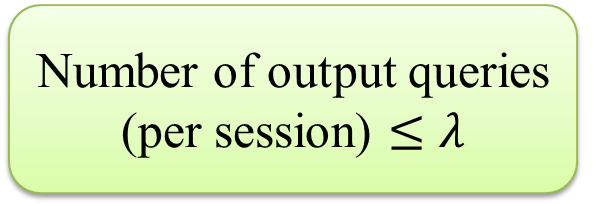 Number of output queries
(per session) ≤ λ